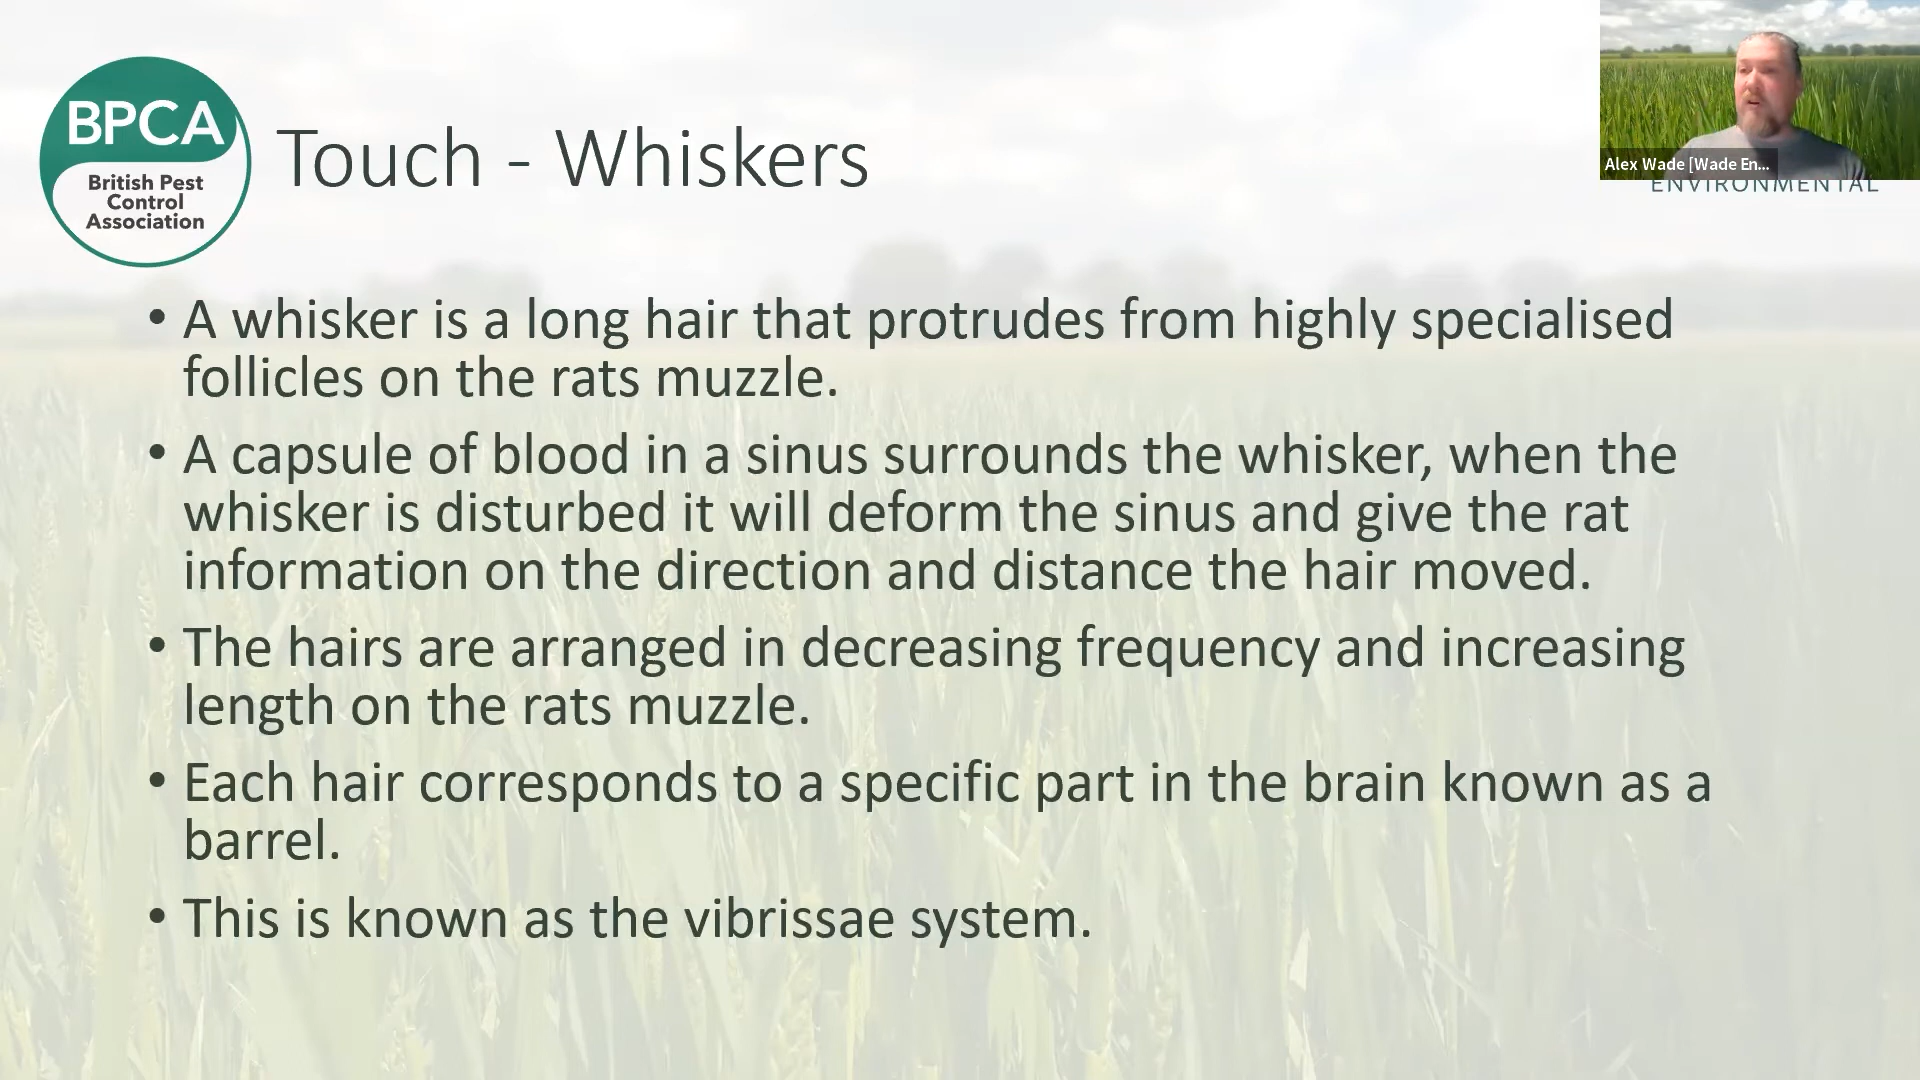 BPCA
British Pest
Control
Association
Touch - Whiskers
Alex Wade [Wade En...
ENVIRONMENTAL
• A whisker is a long hair that protrudes from highly specialised
follicles on the rats muzzle.
• A capsule of blood in a sinus surrounds the whisker, when the
whisker is disturbed it will deform the sinus and give the rat
information on the direction and distance the hair moved.
• The hairs are arranged in decreasing frequency and increasing
length on the rats muzzle.
• Each hair corresponds to a specific part in the brain known as a
barrel.
• This is known as the vibrissae system.